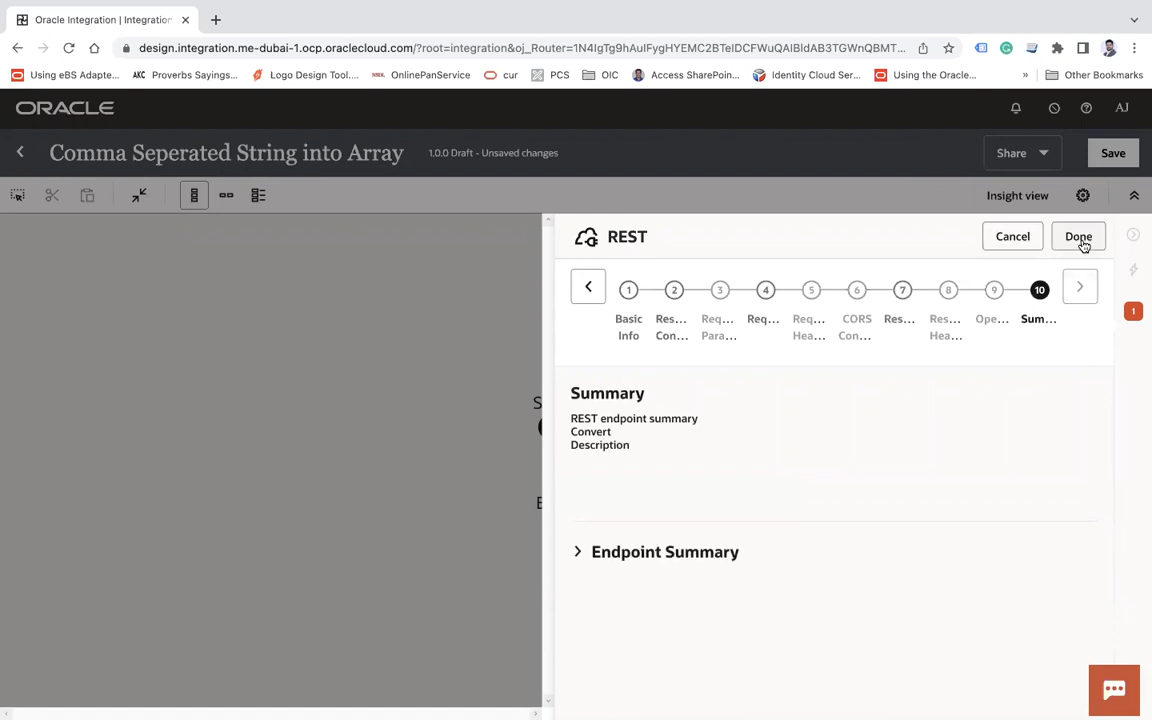 Oracle Integration | Integration
design.integration.me-dubai-1.ocp.oraclecloud.com/?root=integration&oj_Router=1N4IgTg9hAulFygHYEMC2BTeIDCFWuQAlBIdAB3TGWnQBMT...
Using eBS Adapte...
AKC Proverbs Sayings...
Logo Design Tool....
OnlinePanService
cur
PCS
OIC
Access SharePoin...
Identity Cloud Ser...
Using the Oracle...
»
Other Bookmarks
ORACLE
AJ
Comma Seperated String into Array
1.0.0 Draft - Unsaved changes
Share
Save
Insight view
REST
Cancel
Done
1 2 3 4 5 6 7 8 9 10
Basic Res... Req... Req... Req... CORS Res... Res... Ope... Sum...
Info Con... Para... Hea... Con... Hea...
1
Summary
REST endpoint summary
Convert
Description
Endpoint Summary